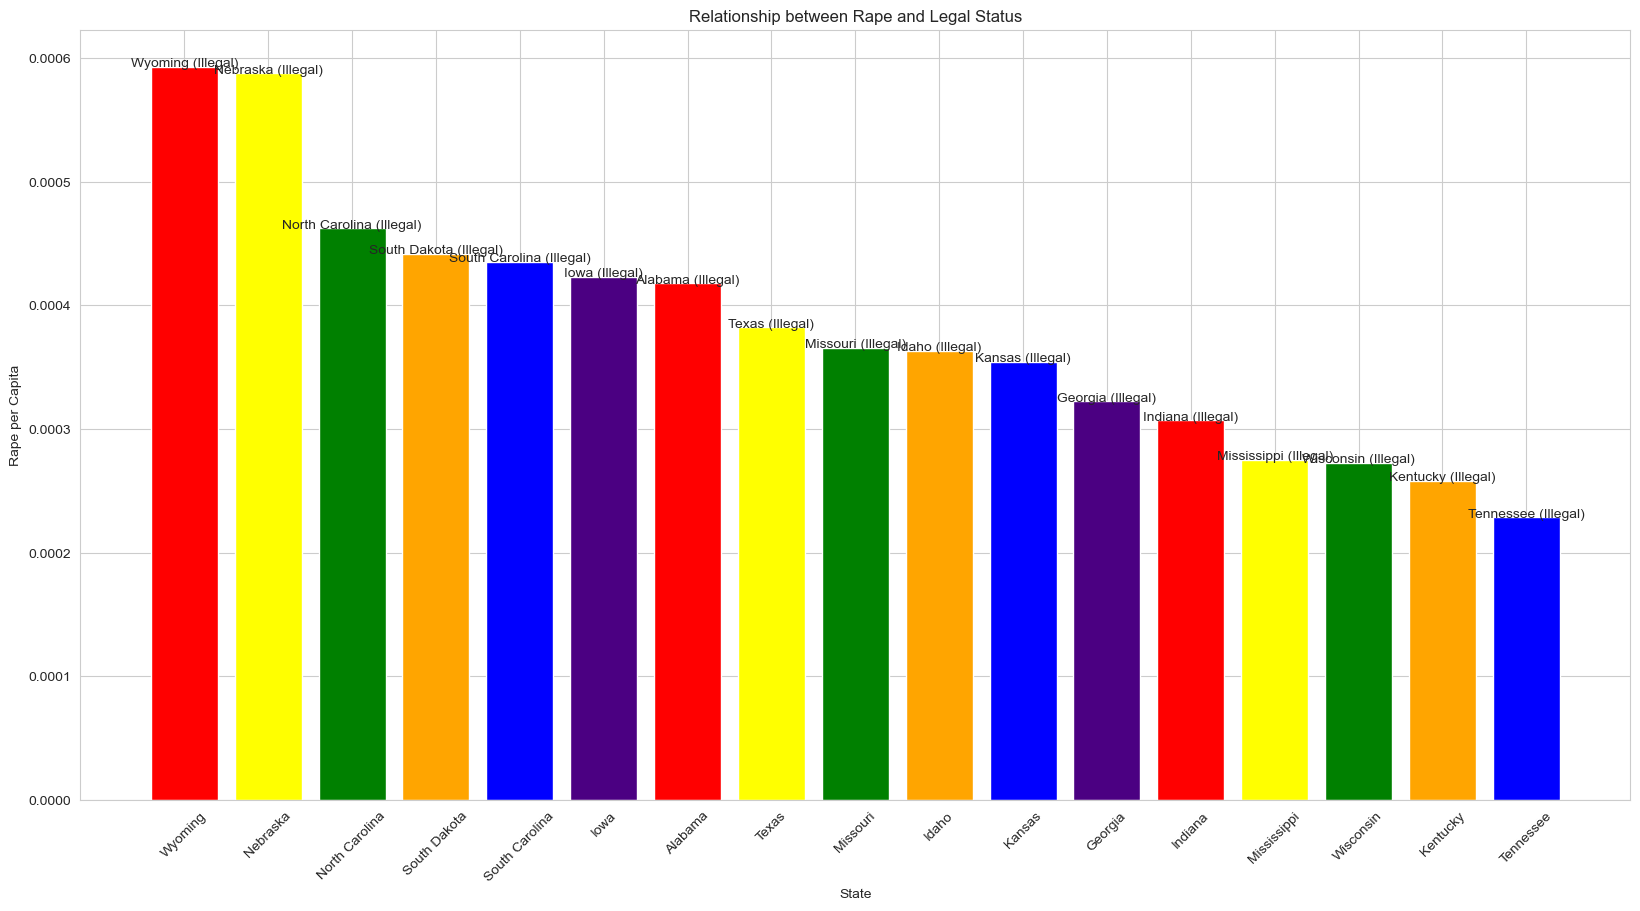 Relationship between Rape and Legal Status
0.0006
0.0005
0.0004
0.0003
0.0002
0.0001
0.0000
Rape per Capita
Wyoming (Illegal)
Nebraska (Illegal)
North Carolina (Illegal)
South Dakota (Illegal)
South Carolina (Illegal)
Iowa (Illegal)
Alabama (Illegal)
Texas (Illegal)
Missouri (Illegal)
Idaho (Illegal)
Kansas (Illegal)
Georgia (Illegal)
Indiana (Illegal)
Mississippi (Illegal)
Wisconsin (Illegal)
Kentucky (Illegal)
Tennessee (Illegal)
Wyoming
Nebraska
North Carolina
South Dakota
South Carolina
Iowa
Alabama
Texas
Missouri
Idaho
Kansas
Georgia
Indiana
Mississippi
Wisconsin
Kentucky
Tennessee
State